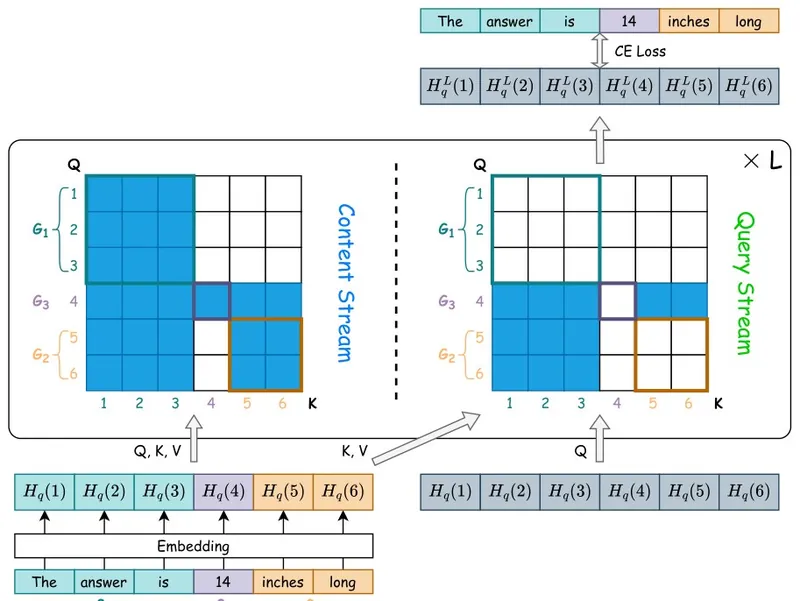 The answer is 14 inches long
CE Loss
H_q^L(1) H_q^L(2) H_q^L(3) H_q^L(4) H_q^L(5) H_q^L(6)
× L
Q
1
G1 2
3
G3 4
5
G2
6
1 2 3 4 5 6 K
Content Stream
Q
1
G1 2
3
G3 4
5
G2
6
1 2 3 4 5 6 K
Query Stream
Q, K, V
K, V
Q
H_q(1) H_q(2) H_q(3) H_q(4) H_q(5) H_q(6)
H_q(1) H_q(2) H_q(3) H_q(4) H_q(5) H_q(6)
Embedding
The answer is 14 inches long